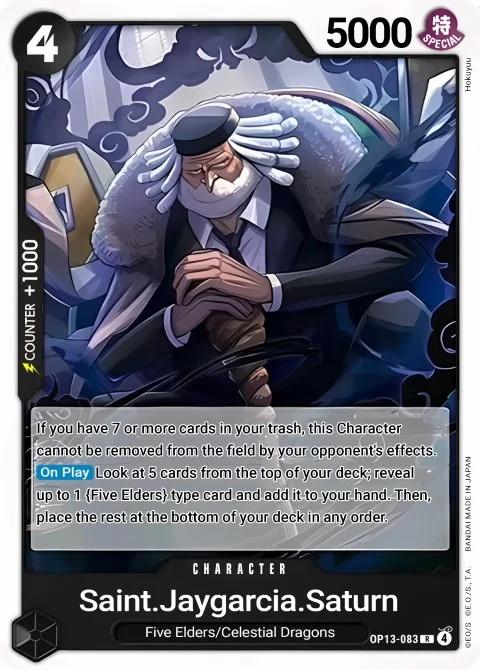 4
5000
特
SPECIAL
Hokuyuu
COUNTER +1000
If you have 7 or more cards in your trash, this Character
cannot be removed from the field by your opponent's effects.
On Play Look at 5 cards from the top of your deck; reveal
up to 1 {Five Elders} type card and add it to your hand. Then,
place the rest at the bottom of your deck in any order.
CHARACTER
Saint.Jaygarcia.Saturn
Five Elders/Celestial Dragons
OP13-083 R 4
©EO/S ©E.O./S.,T.A. BANDAI MADE IN JAPAN